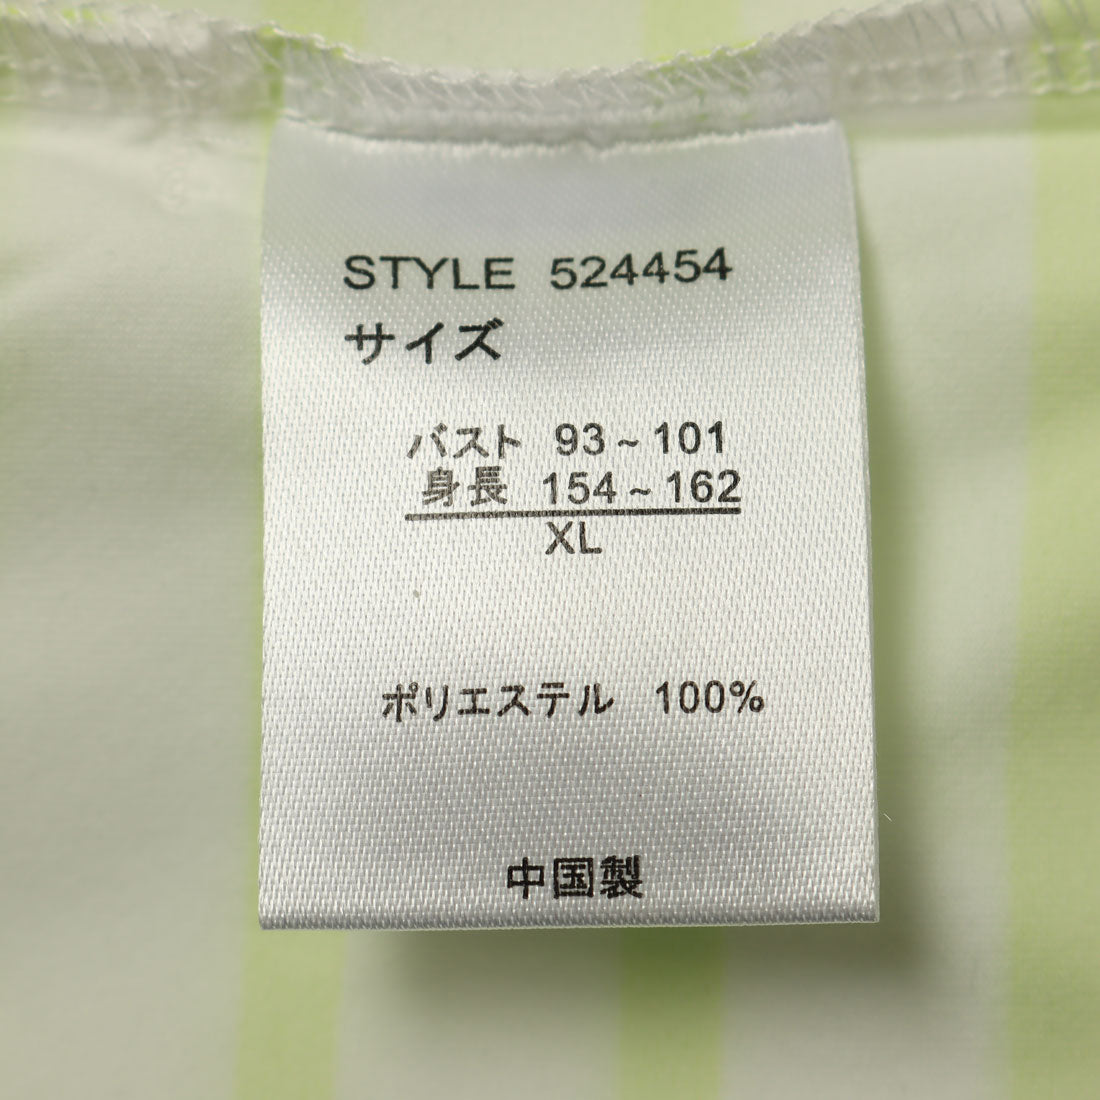 STYLE 524454
サイズ
バスト 93~101
身長 154~162
XL
ポリエステル 100%
中国製